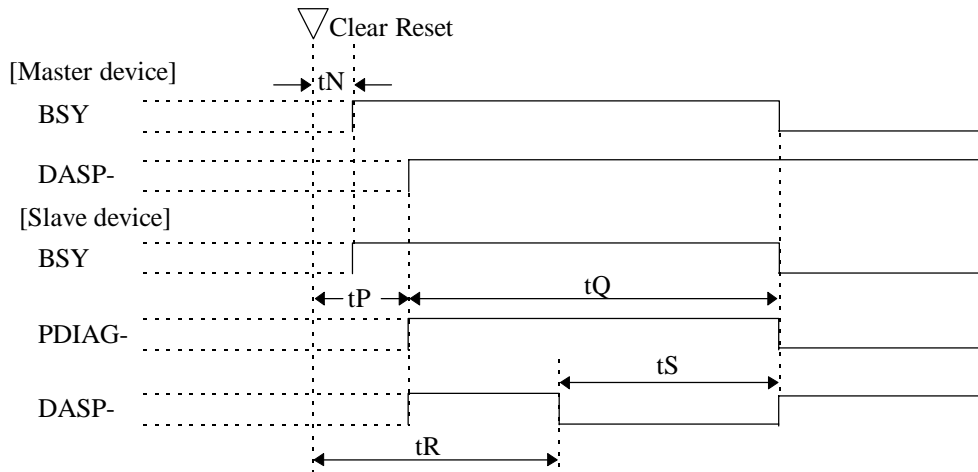 Clear Reset
[Master device]
tN
BSY
DASP-
[Slave device]
BSY
tP
tQ
PDIAG-
tS
DASP-
tR